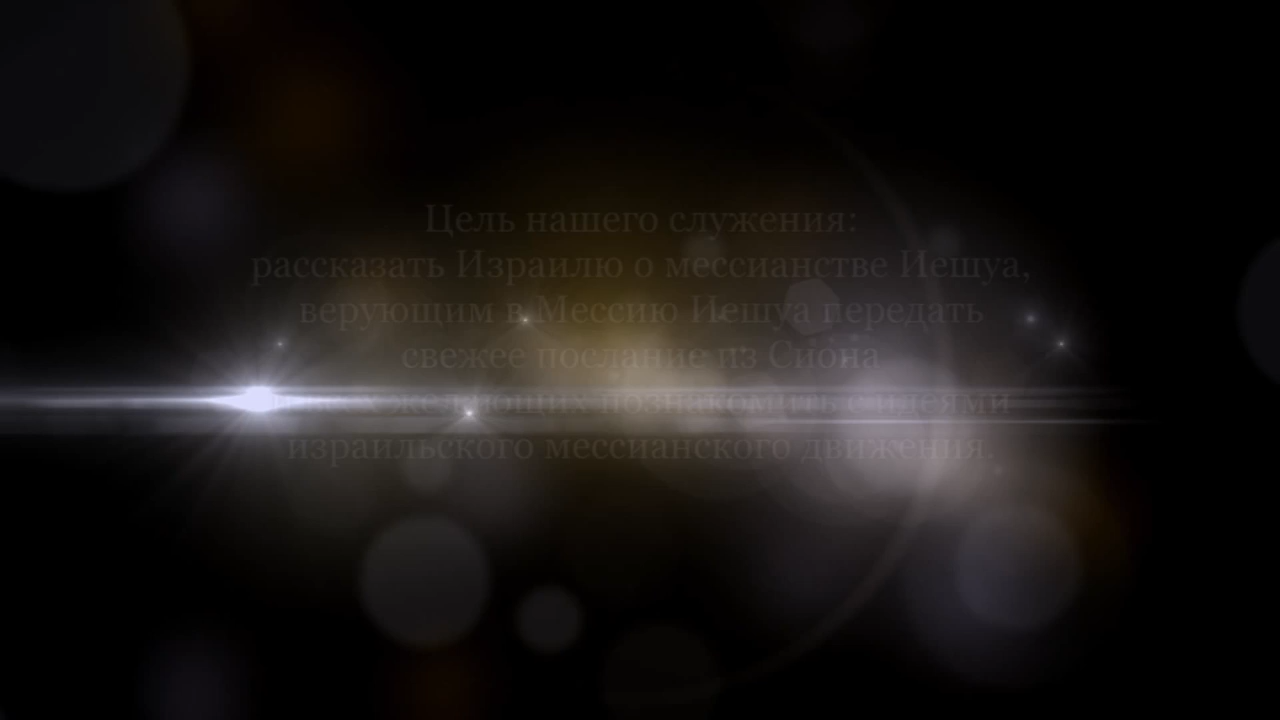 Цель нашего служения:
рассказать Израилю о мессианстве Иешуа,
верующим в Мессию Иешуа передать
свежее послание из Сиона
желающих познакомить с идеями
израильского мессианского движения.